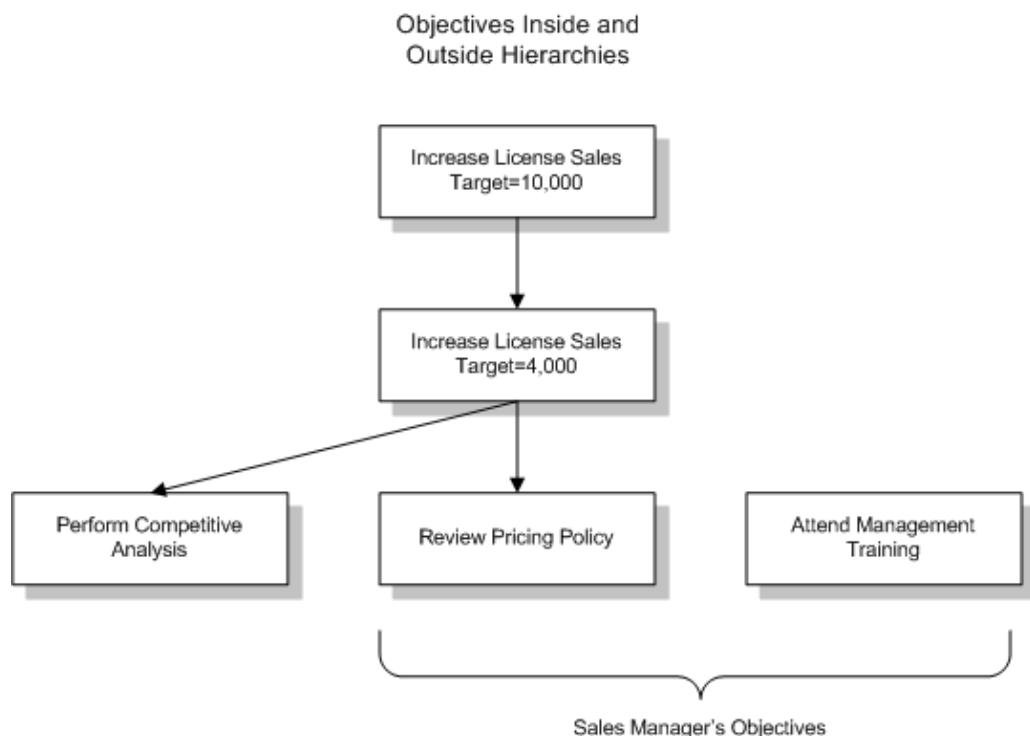 Objectives Inside and
Outside Hierarchies
Increase License Sales
Target=10,000
Increase License Sales
Target=4,000
Perform Competitive
Analysis
Review Pricing Policy
Attend Management
Training
Sales Manager's Objectives